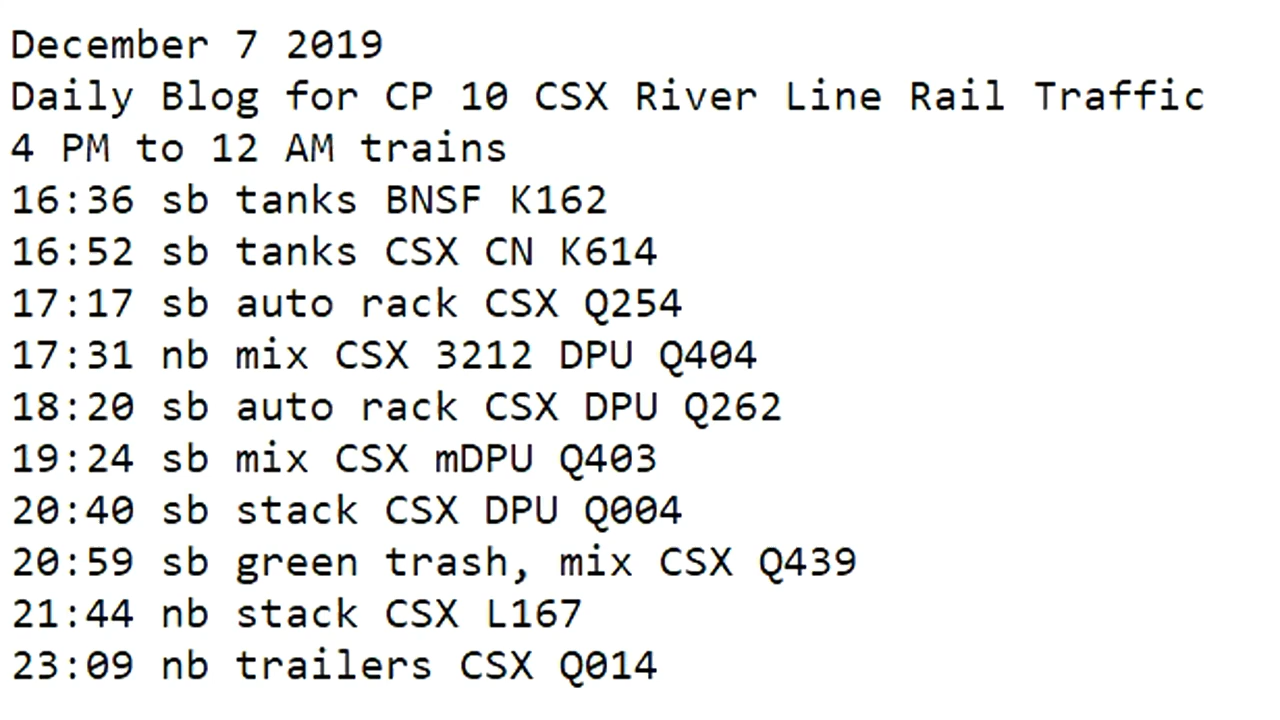 December 7 2019
Daily Blog for CP 10 CSX River Line Rail Traffic
4 PM to 12 AM trains
16:36 sb tanks BNSF K162
16:52 sb tanks CSX CN K614
17:17 sb auto rack CSX Q254
17:31 nb mix CSX 3212 DPU Q404
18:20 sb auto rack CSX DPU Q262
19:24 sb mix CSX mDPU Q403
20:40 sb stack CSX DPU Q004
20:59 sb green trash, mix CSX Q439
21:44 nb stack CSX L167
23:09 nb trailers CSX Q014